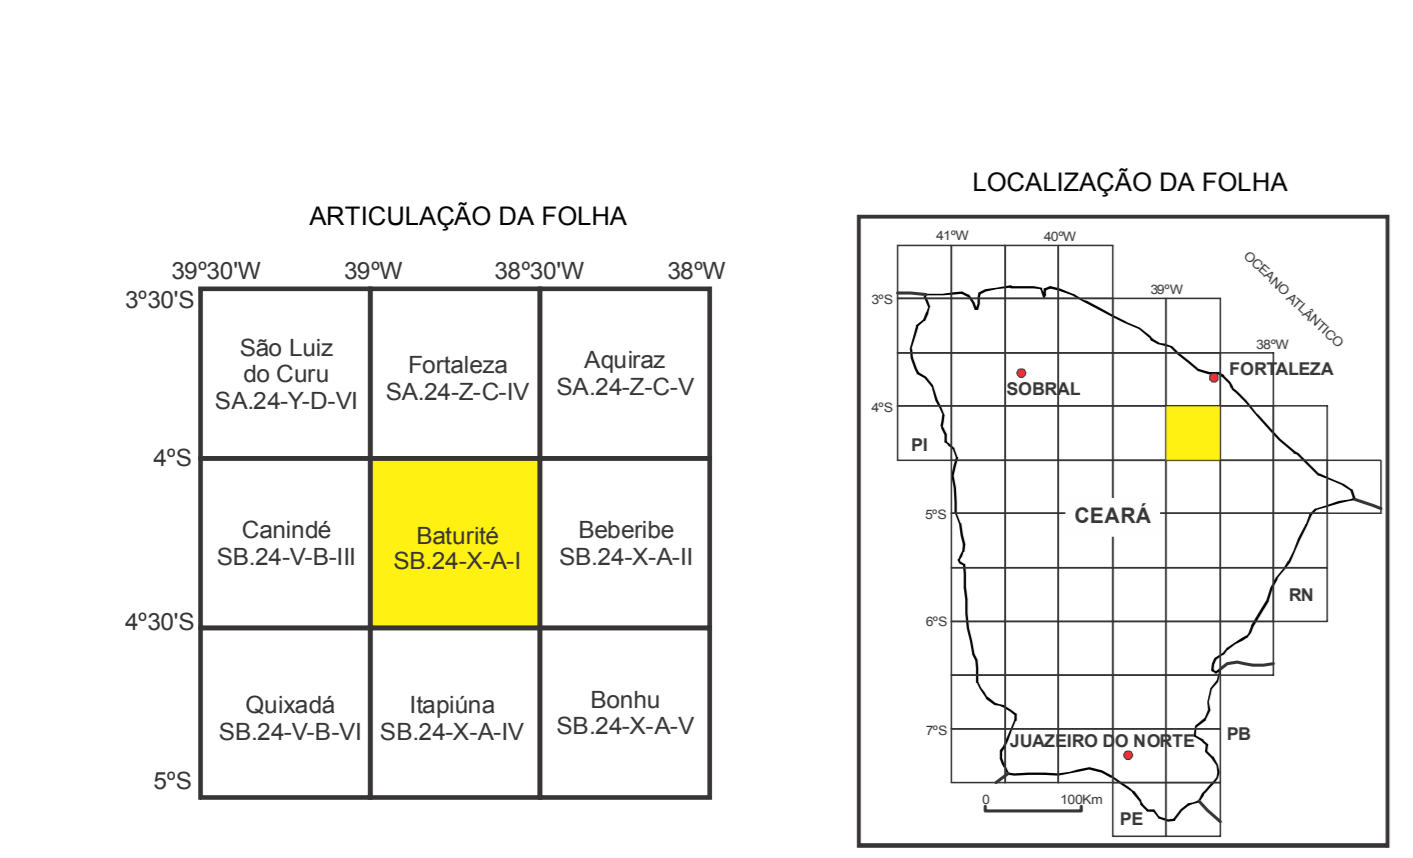 ARTICULAÇÃO DA FOLHA
39º30'W 39ºW 38º30'W 38ºW
3º30'S
São Luiz
do Curu
SA.24-Y-D-VI
Fortaleza
SA.24-Z-C-IV
Aquiraz
SA.24-Z-C-V
4ºS
Canindé
SB.24-V-B-III
Baturité
SB.24-X-A-I
Beberibe
SB.24-X-A-II
4º30'S
Quixadá
SB.24-V-B-VI
Itapiúna
SB.24-X-A-IV
Bonhu
SB.24-X-A-V
5ºS
LOCALIZAÇÃO DA FOLHA
41ºW 40ºW
OCEANO ATLÂNTICO
39ºW
3ºS
38ºW
FORTALEZA
SOBRAL
4ºS
PI
CEARÁ
5ºS
RN
6ºS
7ºS
JUAZEIRO DO NORTE
PB
0 100Km
PE